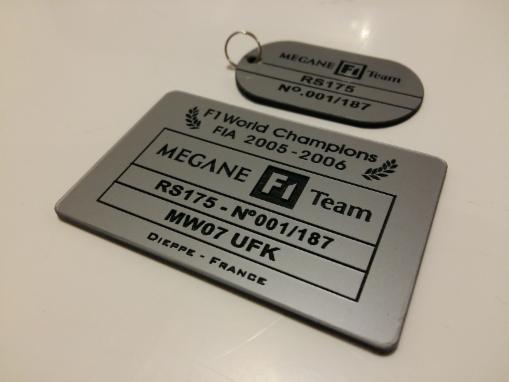 MEGANE F1 Team
RS175
Nº.001/187
F1 World Champions
FIA 2005-2006
MEGANE F1 Team
RS175 - Nº001/187
MW07 UFK
DIEPPE - FRANCE